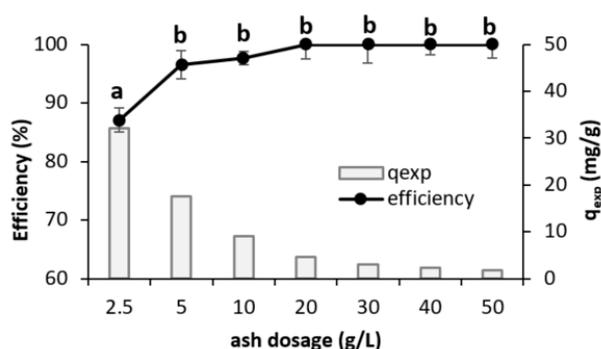 a b b b b b b
100
90
80
70
60
Efficiency (%)
50
40
30
20
10
0
qexp (mg/g)
qexp
efficiency
2.5 5 10 20 30 40 50
ash dosage (g/L)